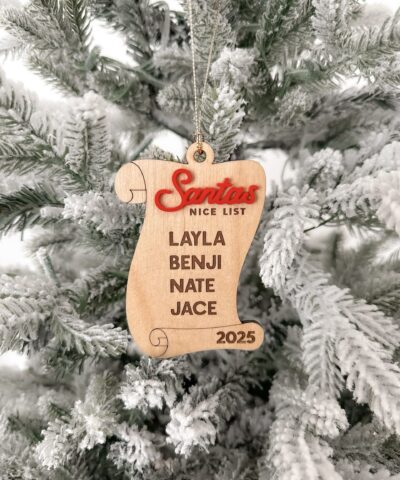 Santas
NICE LIST
LAYLA
BENJI
NATE
JACE
2025